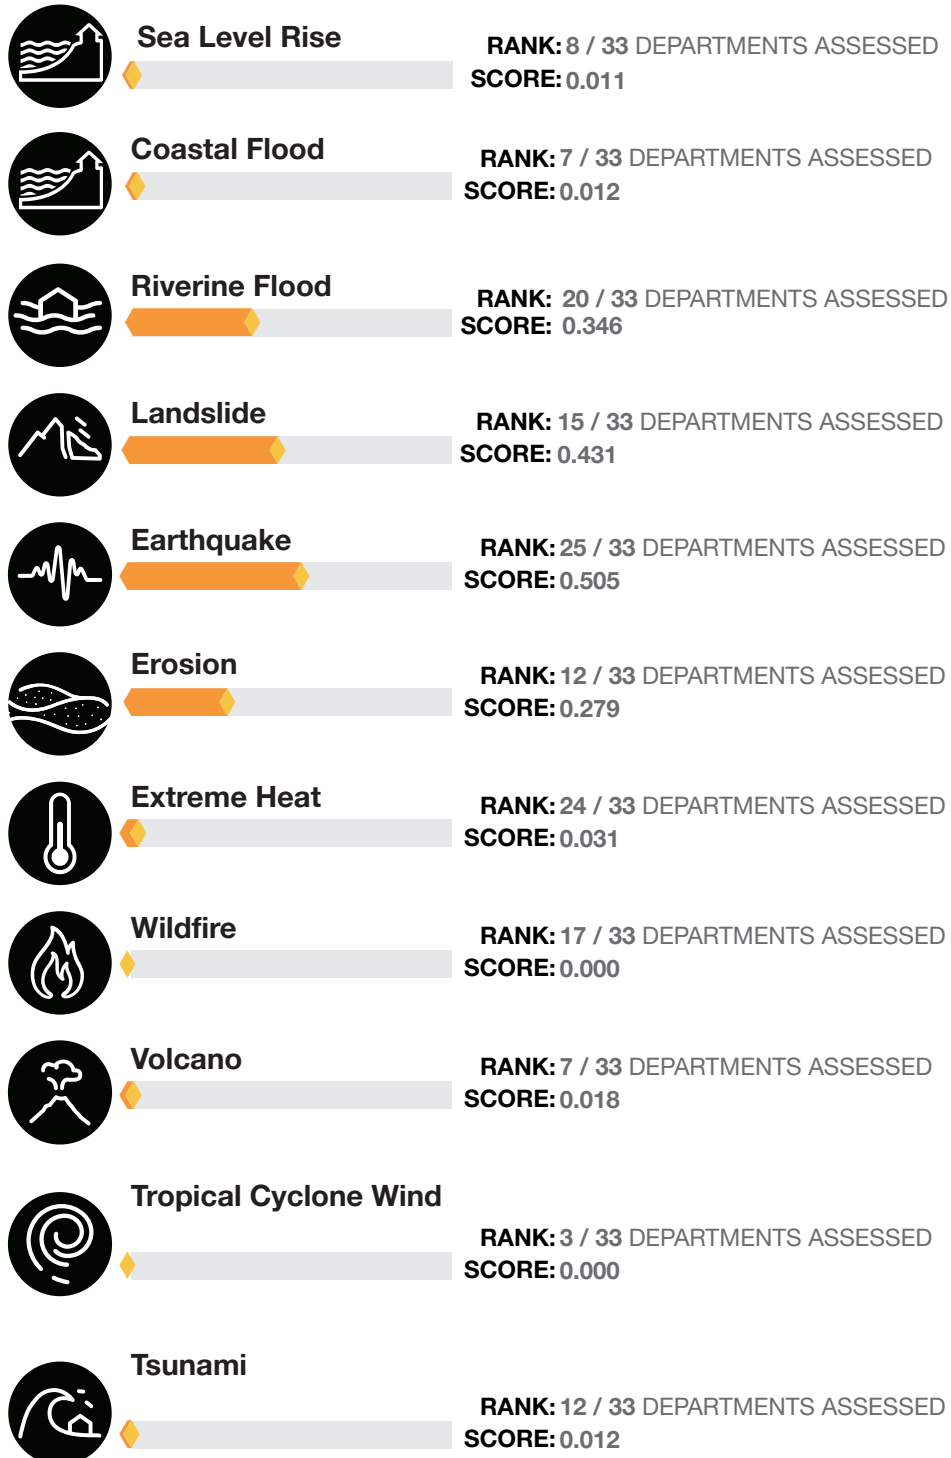 Sea Level Rise
RANK: 8 / 33 DEPARTMENTS ASSESSED
SCORE: 0.011
Coastal Flood
RANK: 7 / 33 DEPARTMENTS ASSESSED
SCORE: 0.012
Riverine Flood
RANK: 20 / 33 DEPARTMENTS ASSESSED
SCORE: 0.346
Landslide
RANK: 15 / 33 DEPARTMENTS ASSESSED
SCORE: 0.431
Earthquake
RANK: 25 / 33 DEPARTMENTS ASSESSED
SCORE: 0.505
Erosion
RANK: 12 / 33 DEPARTMENTS ASSESSED
SCORE: 0.279
Extreme Heat
RANK: 24 / 33 DEPARTMENTS ASSESSED
SCORE: 0.031
Wildfire
RANK: 17 / 33 DEPARTMENTS ASSESSED
SCORE: 0.000
Volcano
RANK: 7 / 33 DEPARTMENTS ASSESSED
SCORE: 0.018
Tropical Cyclone Wind
RANK: 3 / 33 DEPARTMENTS ASSESSED
SCORE: 0.000
Tsunami
RANK: 12 / 33 DEPARTMENTS ASSESSED
SCORE: 0.012